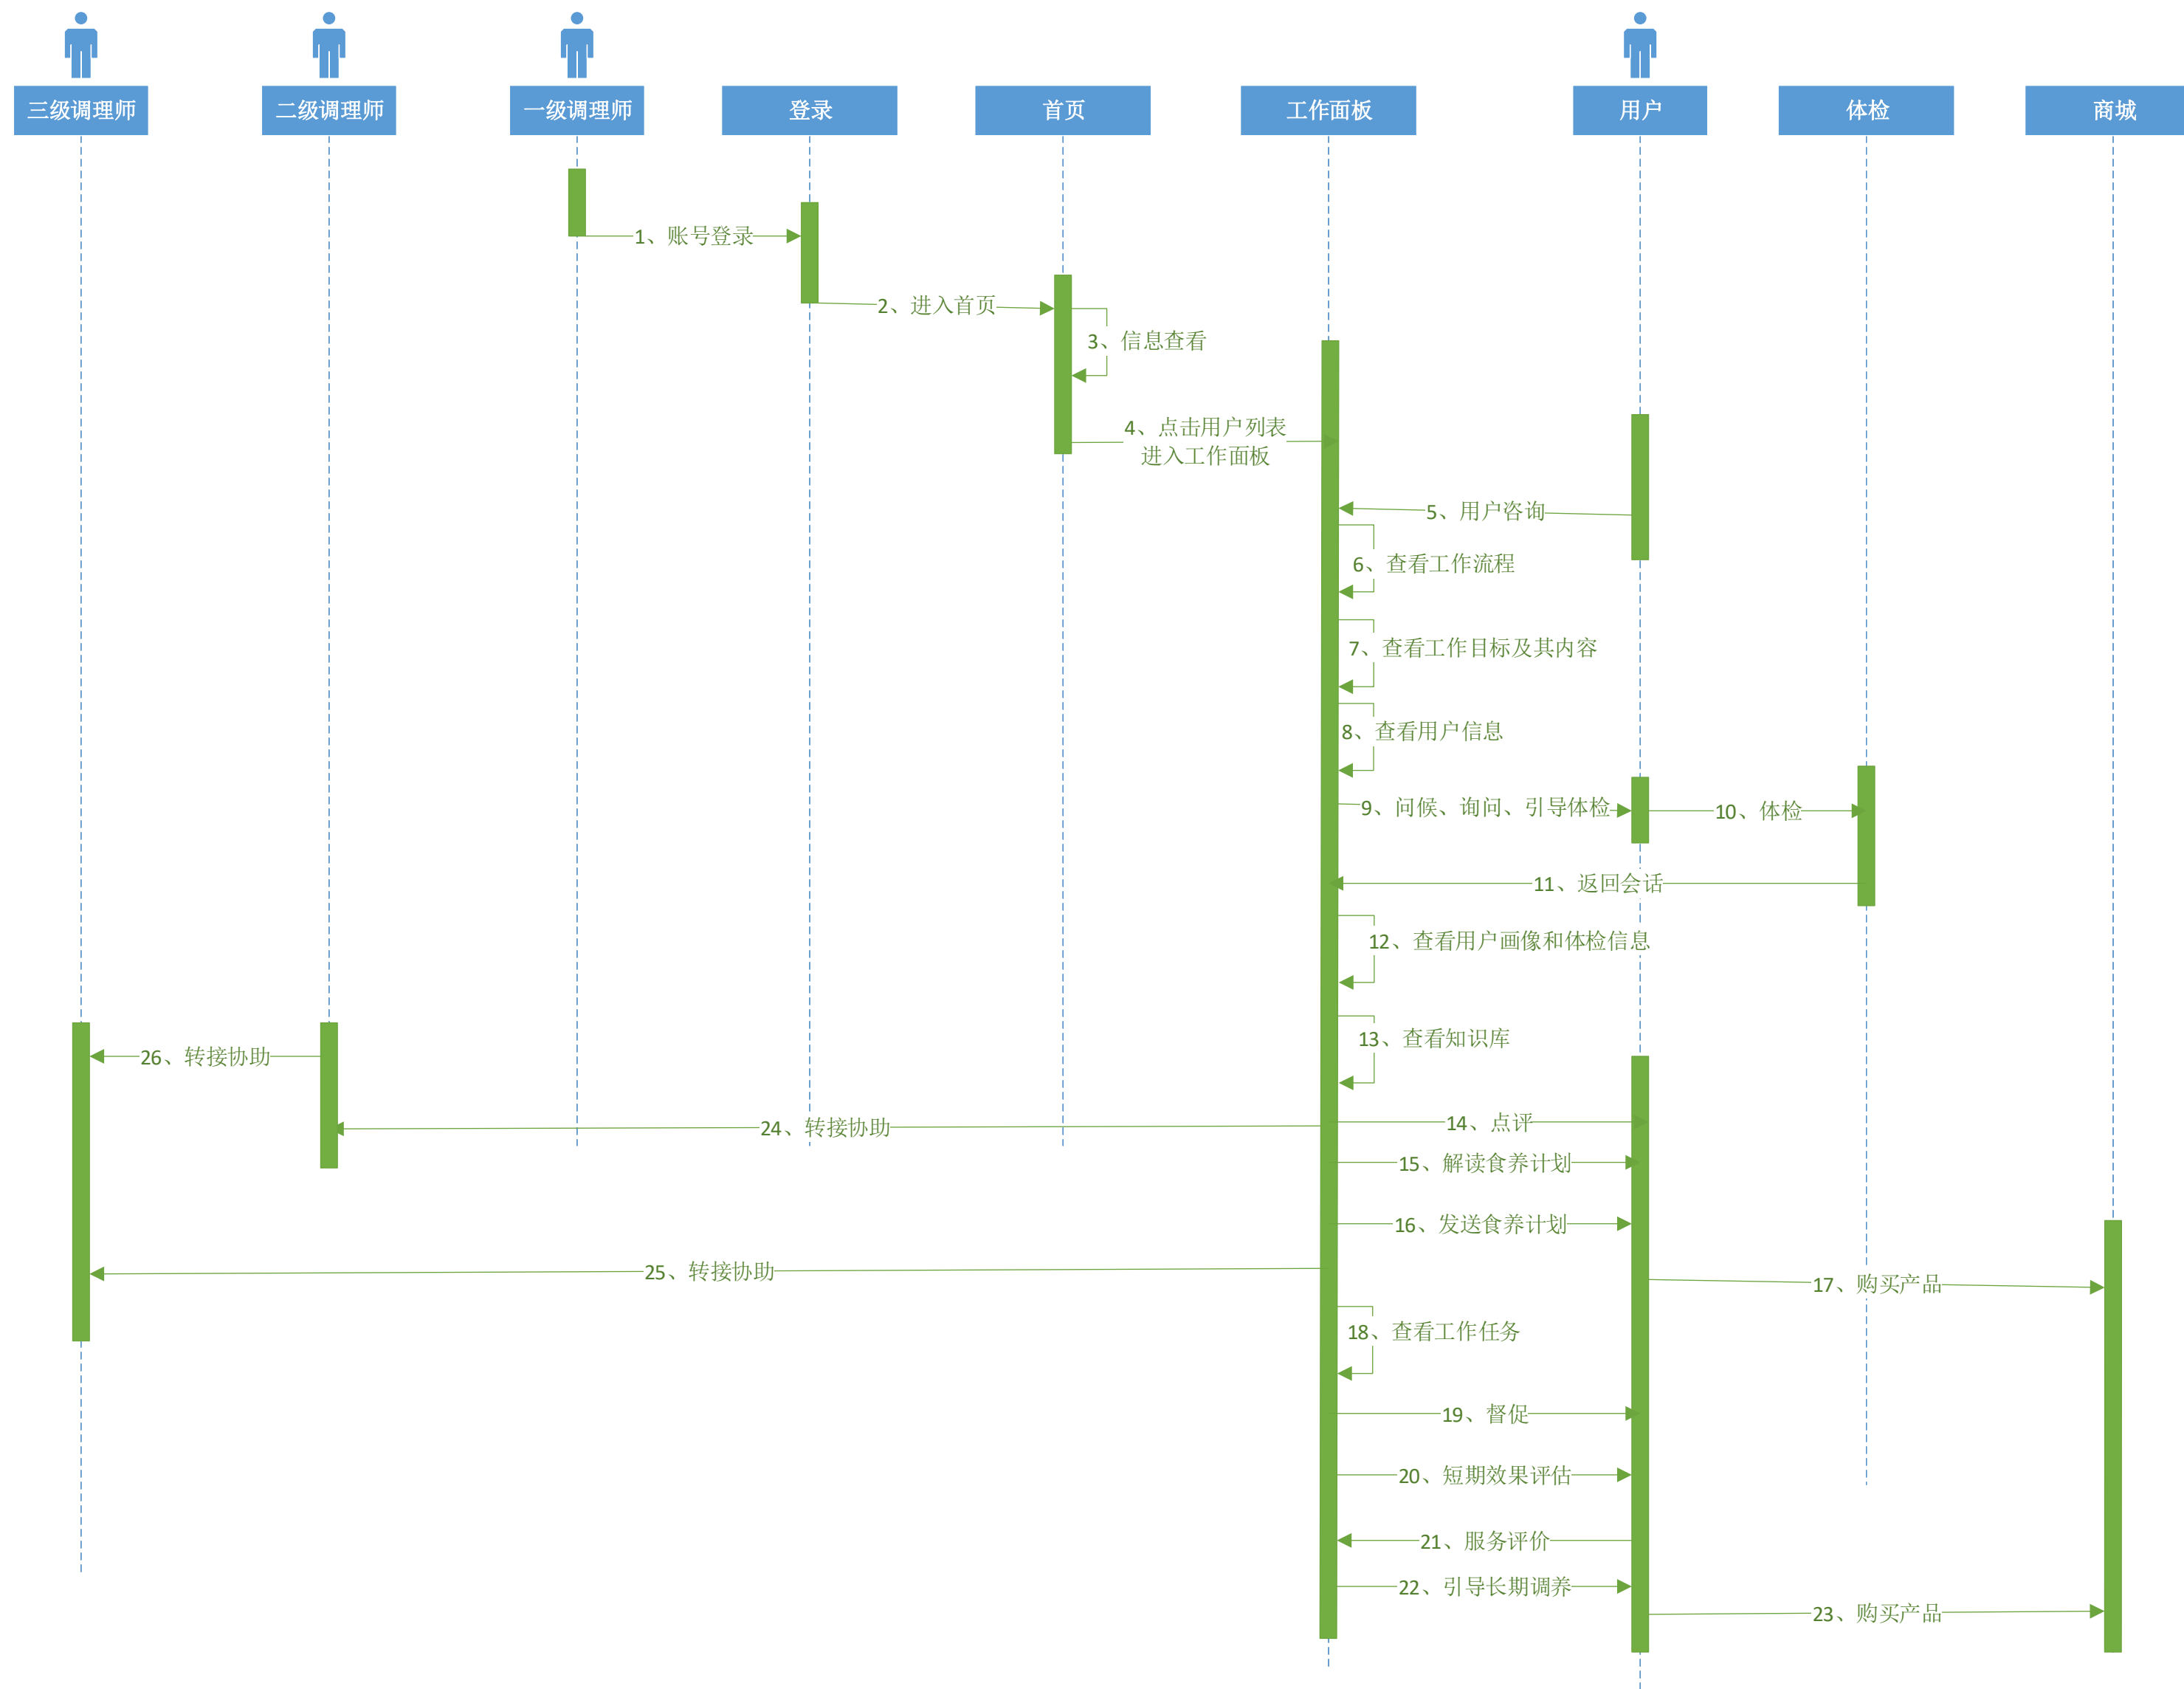 三级调理师
二级调理师
一级调理师
登录
首页
工作面板
用户
体检
商城
1、账号登录
2、进入首页
3、信息查看
4、点击用户列表
进入工作面板
5、用户咨询
6、查看工作流程
7、查看工作目标及其内容
8、查看用户信息
9、问候、询问、引导体检
10、体检
11、返回会话
12、查看用户画像和体检信息
13、查看知识库
26、转接协助
24、转接协助
14、点评
15、解读食养计划
16、发送食养计划
25、转接协助
17、购买产品
18、查看工作任务
19、督促
20、短期效果评估
21、服务评价
22、引导长期调养
23、购买产品